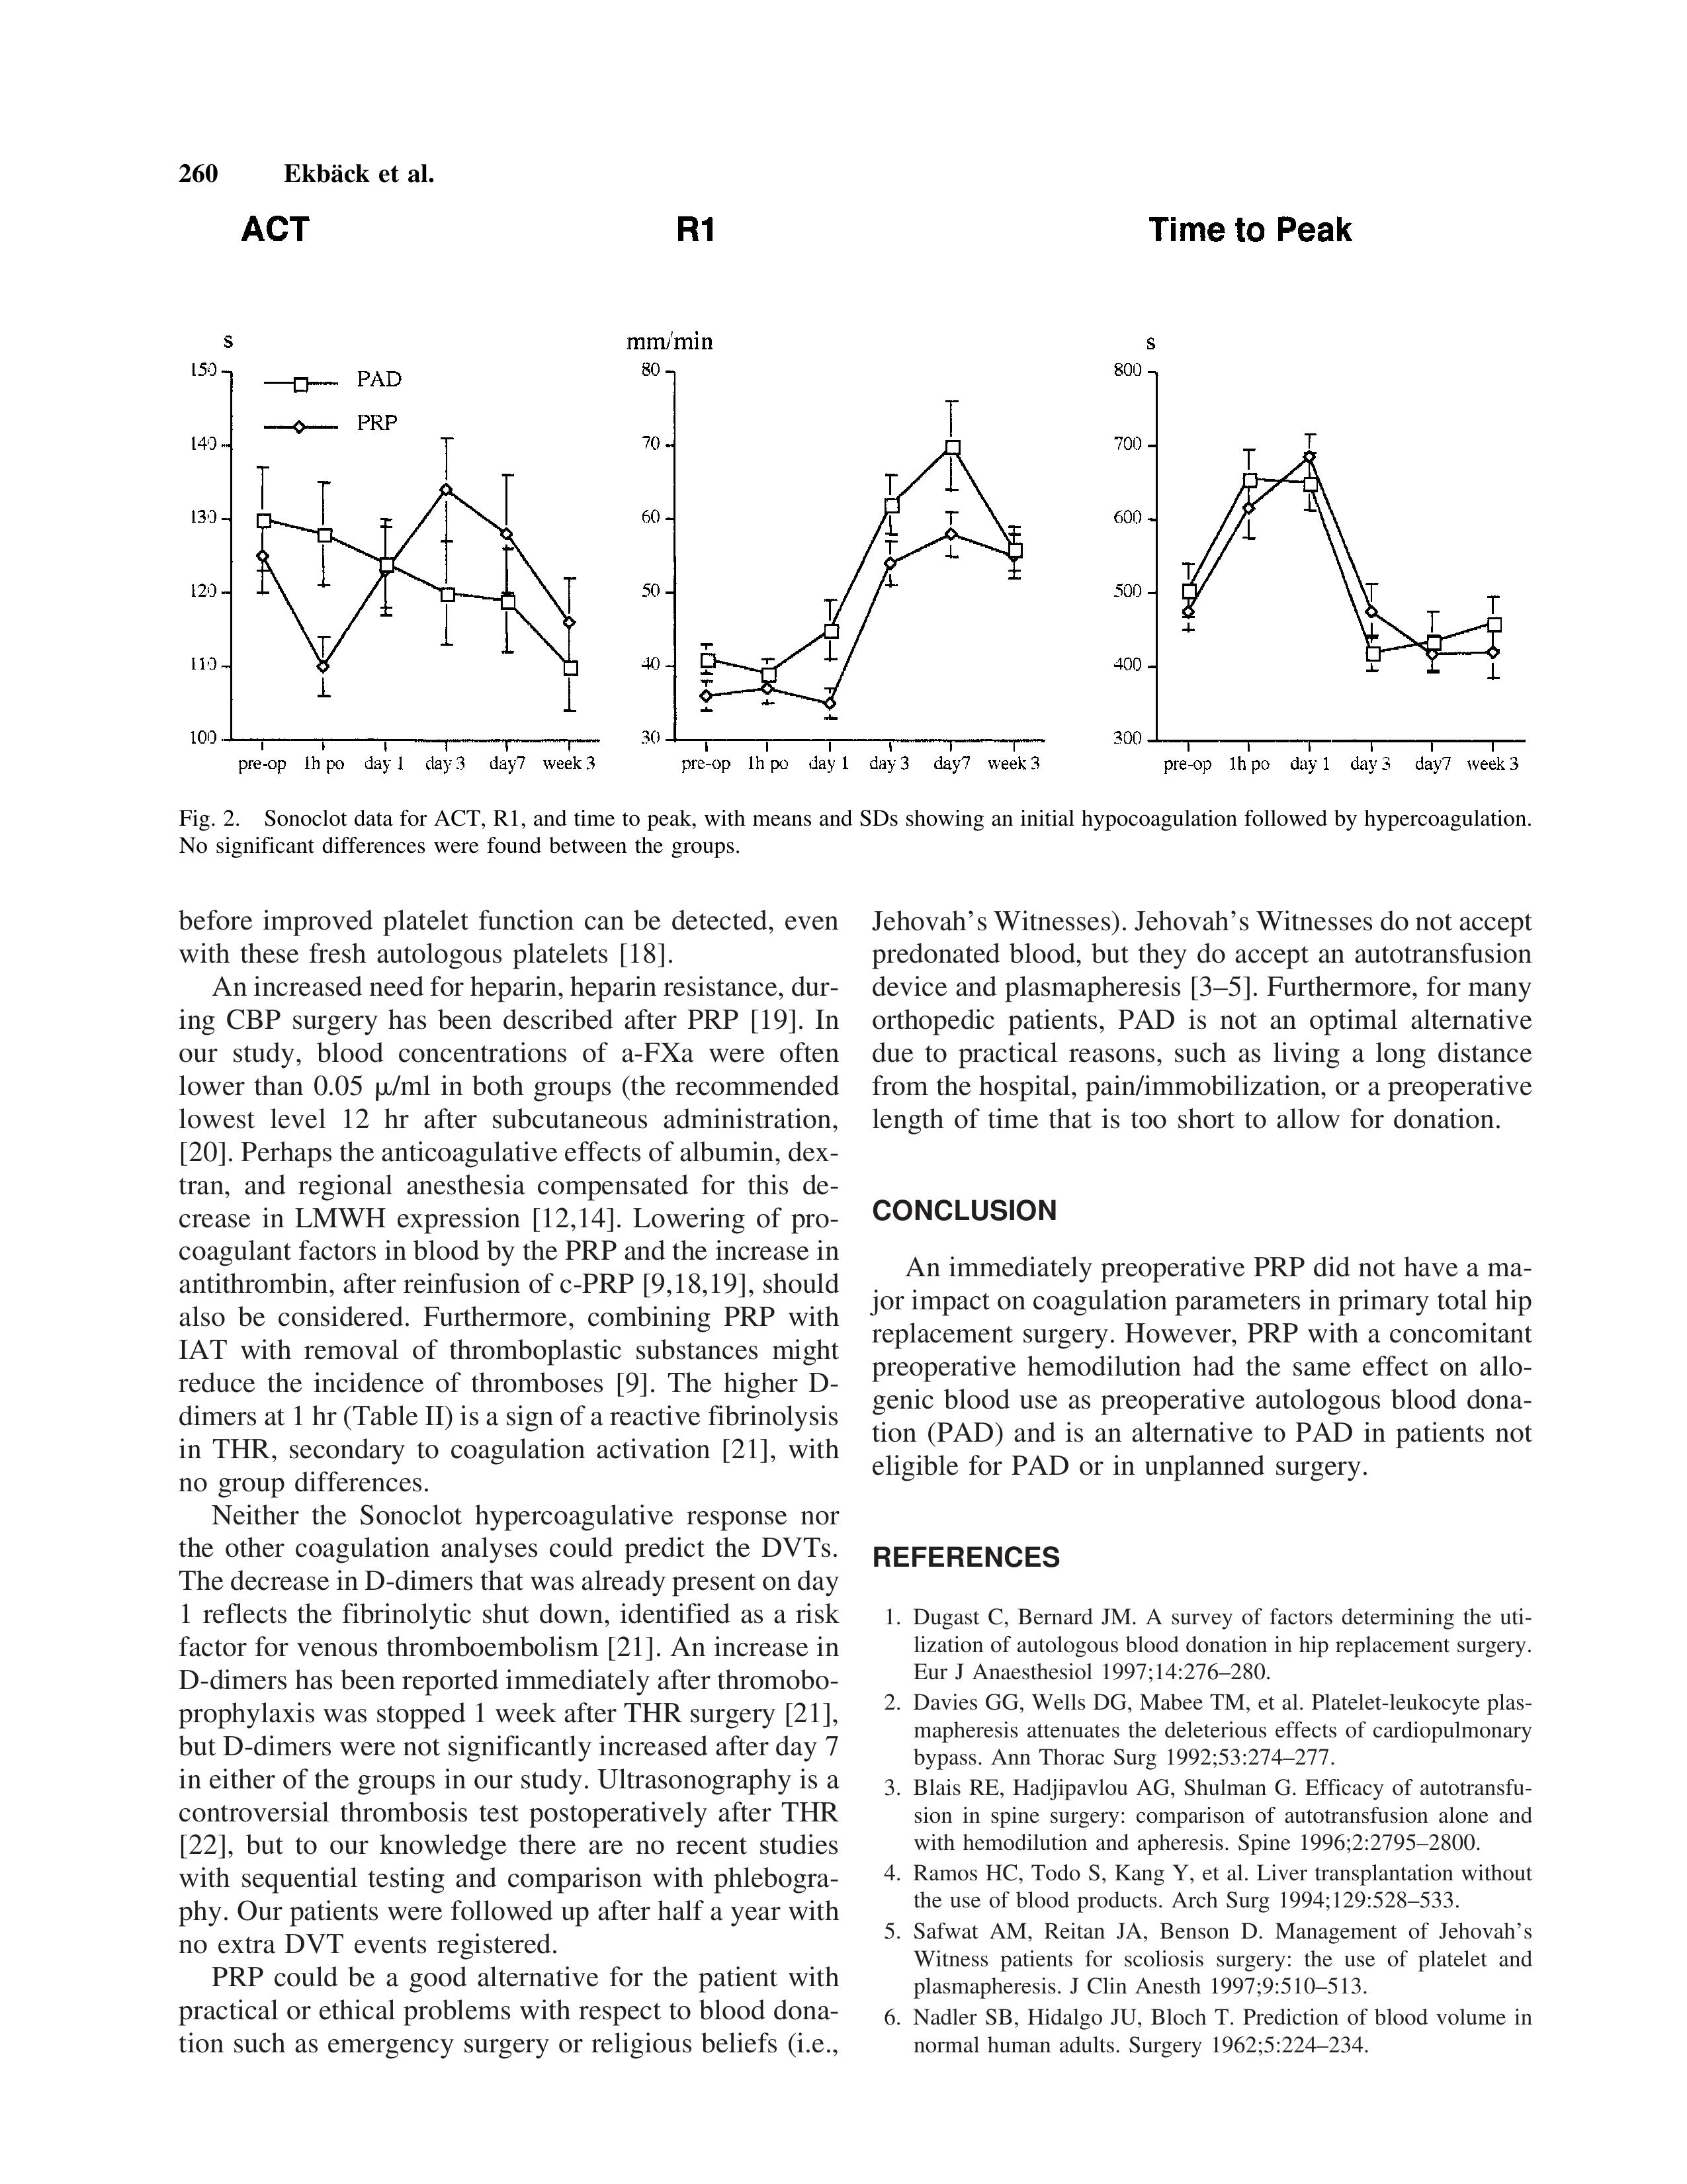 260 Ekbäck et al.
ACT R1 Time to Peak
s mm/min s
150 80 800
PAD
PRP
140 70 700
130 60 600
120 50 500
110 40 400
100 30 300
pre-op 1h po day 1 day 3 day7 week 3 pre-op 1h po day 1 day 3 day7 week 3 pre-op 1h po day 1 day 3 day7 week 3
Fig. 2. Sonoclot data for ACT, R1, and time to peak, with means and SDs showing an initial hypocoagulation followed by hypercoagulation.
No significant differences were found between the groups.
before improved platelet function can be detected, even
with these fresh autologous platelets [18].
An increased need for heparin, heparin resistance, dur-
ing CBP surgery has been described after PRP [19]. In
our study, blood concentrations of a-FXa were often
lower than 0.05 μ/ml in both groups (the recommended
lowest level 12 hr after subcutaneous administration,
[20]. Perhaps the anticoagulative effects of albumin, dex-
tran, and regional anesthesia compensated for this de-
crease in LMWH expression [12,14]. Lowering of pro-
coagulant factors in blood by the PRP and the increase in
antithrombin, after reinfusion of c-PRP [9,18,19], should
also be considered. Furthermore, combining PRP with
IAT with removal of thromboplastic substances might
reduce the incidence of thromboses [9]. The higher D-
dimers at 1 hr (Table II) is a sign of a reactive fibrinolysis
in THR, secondary to coagulation activation [21], with
no group differences.
Neither the Sonoclot hypercoagulative response nor
the other coagulation analyses could predict the DVTs.
The decrease in D-dimers that was already present on day
1 reflects the fibrinolytic shut down, identified as a risk
factor for venous thromboembolism [21]. An increase in
D-dimers has been reported immediately after thrombo-
prophylaxis was stopped 1 week after THR surgery [21],
but D-dimers were not significantly increased after day 7
in either of the groups in our study. Ultrasonography is a
controversial thrombosis test postoperatively after THR
[22], but to our knowledge there are no recent studies
with sequential testing and comparison with phlebogra-
phy. Our patients were followed up after half a year with
no extra DVT events registered.
PRP could be a good alternative for the patient with
practical or ethical problems with respect to blood dona-
tion such as emergency surgery or religious beliefs (i.e.,
Jehovah's Witnesses). Jehovah's Witnesses do not accept
predonated blood, but they do accept an autotransfusion
device and plasmapheresis [3–5]. Furthermore, for many
orthopedic patients, PAD is not an optimal alternative
due to practical reasons, such as living a long distance
from the hospital, pain/immobilization, or a preoperative
length of time that is too short to allow for donation.
CONCLUSION
An immediately preoperative PRP did not have a ma-
jor impact on coagulation parameters in primary total hip
replacement surgery. However, PRP with a concomitant
preoperative hemodilution had the same effect on allo-
genic blood use as preoperative autologous blood dona-
tion (PAD) and is an alternative to PAD in patients not
eligible for PAD or in unplanned surgery.
REFERENCES
1. Dugast C, Bernard JM. A survey of factors determining the uti-
lization of autologous blood donation in hip replacement surgery.
Eur J Anaesthesiol 1997;14:276–280.
2. Davies GG, Wells DG, Mabee TM, et al. Platelet-leukocyte plas-
mapheresis attenuates the deleterious effects of cardiopulmonary
bypass. Ann Thorac Surg 1992;53:274–277.
3. Blais RE, Hadjipavlou AG, Shulman G. Efficacy of autotransfu-
sion in spine surgery: comparison of autotransfusion alone and
with hemodilution and apheresis. Spine 1996;2:2795–2800.
4. Ramos HC, Todo S, Kang Y, et al. Liver transplantation without
the use of blood products. Arch Surg 1994;129:528–533.
5. Safwat AM, Reitan JA, Benson D. Management of Jehovah's
Witness patients for scoliosis surgery: the use of platelet and
plasmapheresis. J Clin Anesth 1997;9:510–513.
6. Nadler SB, Hidalgo JU, Bloch T. Prediction of blood volume in
normal human adults. Surgery 1962;5:224–234.